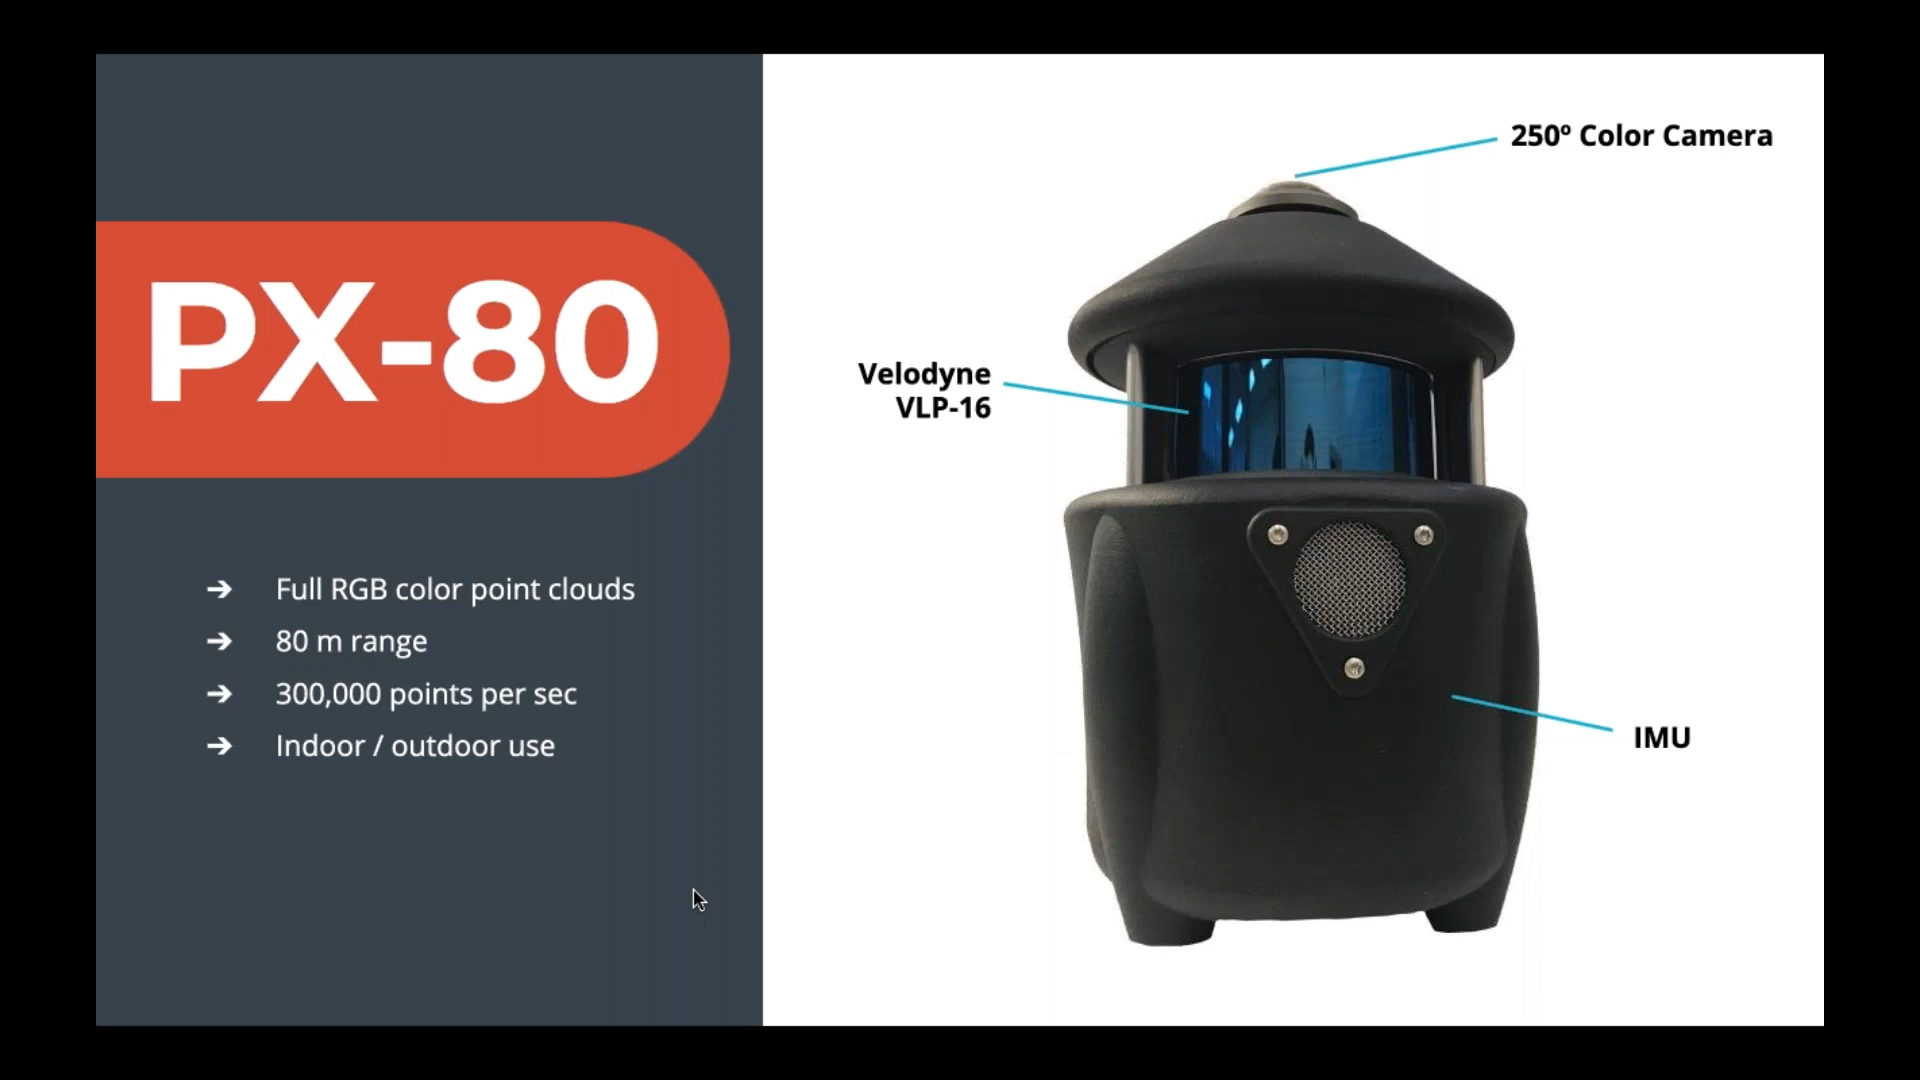 PX-80
➔ Full RGB color point clouds
➔ 80 m range
➔ 300,000 points per sec
➔ Indoor / outdoor use
250º Color Camera
Velodyne
VLP-16
IMU